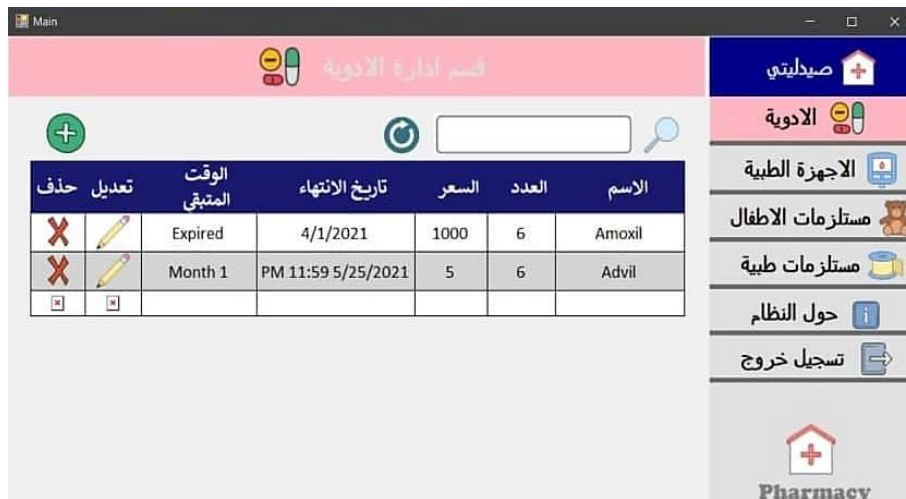 Main
قسم ادارة الادوية
صيدليتي
الادوية
الاجهزة الطبية
مستلزمات الاطفال
مستلزمات طبية
حول النظام
تسجيل خروج
Pharmacy
الاسم العدد السعر تاريخ الانتهاء الوقت المتبقي تعديل حذف
Amoxil 6 1000 4/1/2021 Expired
Advil 6 5 PM 11:59 5/25/2021 Month 1